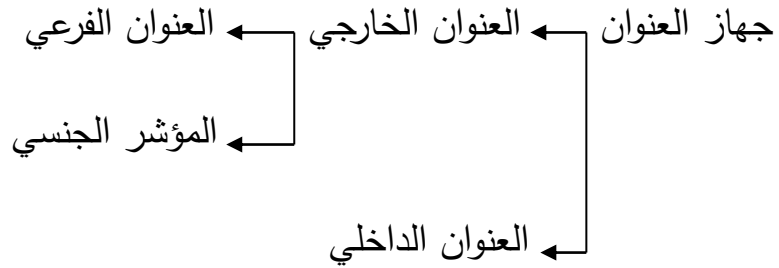 جهاز العنوان العنوان الخارجي العنوان الفرعي
المؤشر الجنسي
العنوان الداخلي